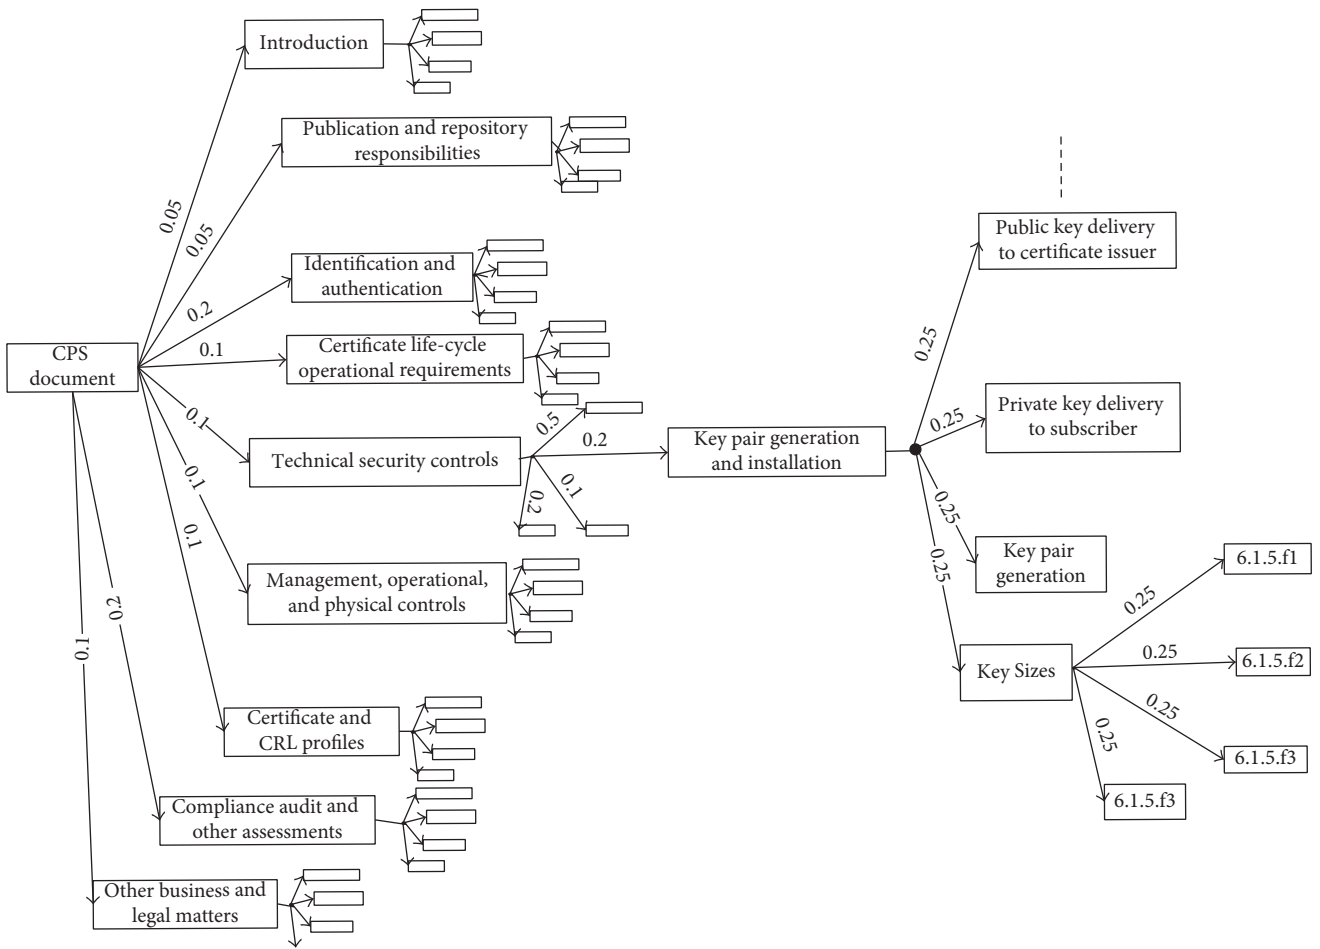 Introduction
Publication and repository
responsibilities
0.05
0.05
Identification and
authentication
0.2
CPS
document
0.1
Certificate life-cycle
operational requirements
0.1
Technical security controls
0.5
0.2
0.1
0.2
Key pair generation
and installation
0.1
Management, operational,
and physical controls
0.1
Certificate and
CRL profiles
0.2
Compliance audit and
other assessments
0.1
Other business and
legal matters
0.25
Public key delivery
to certificate issuer
0.25
Private key delivery
to subscriber
0.25
Key pair
generation
0.25
Key Sizes
0.25
6.1.5.f1
0.25
6.1.5.f2
0.25
6.1.5.f3
0.25
6.1.5.f3